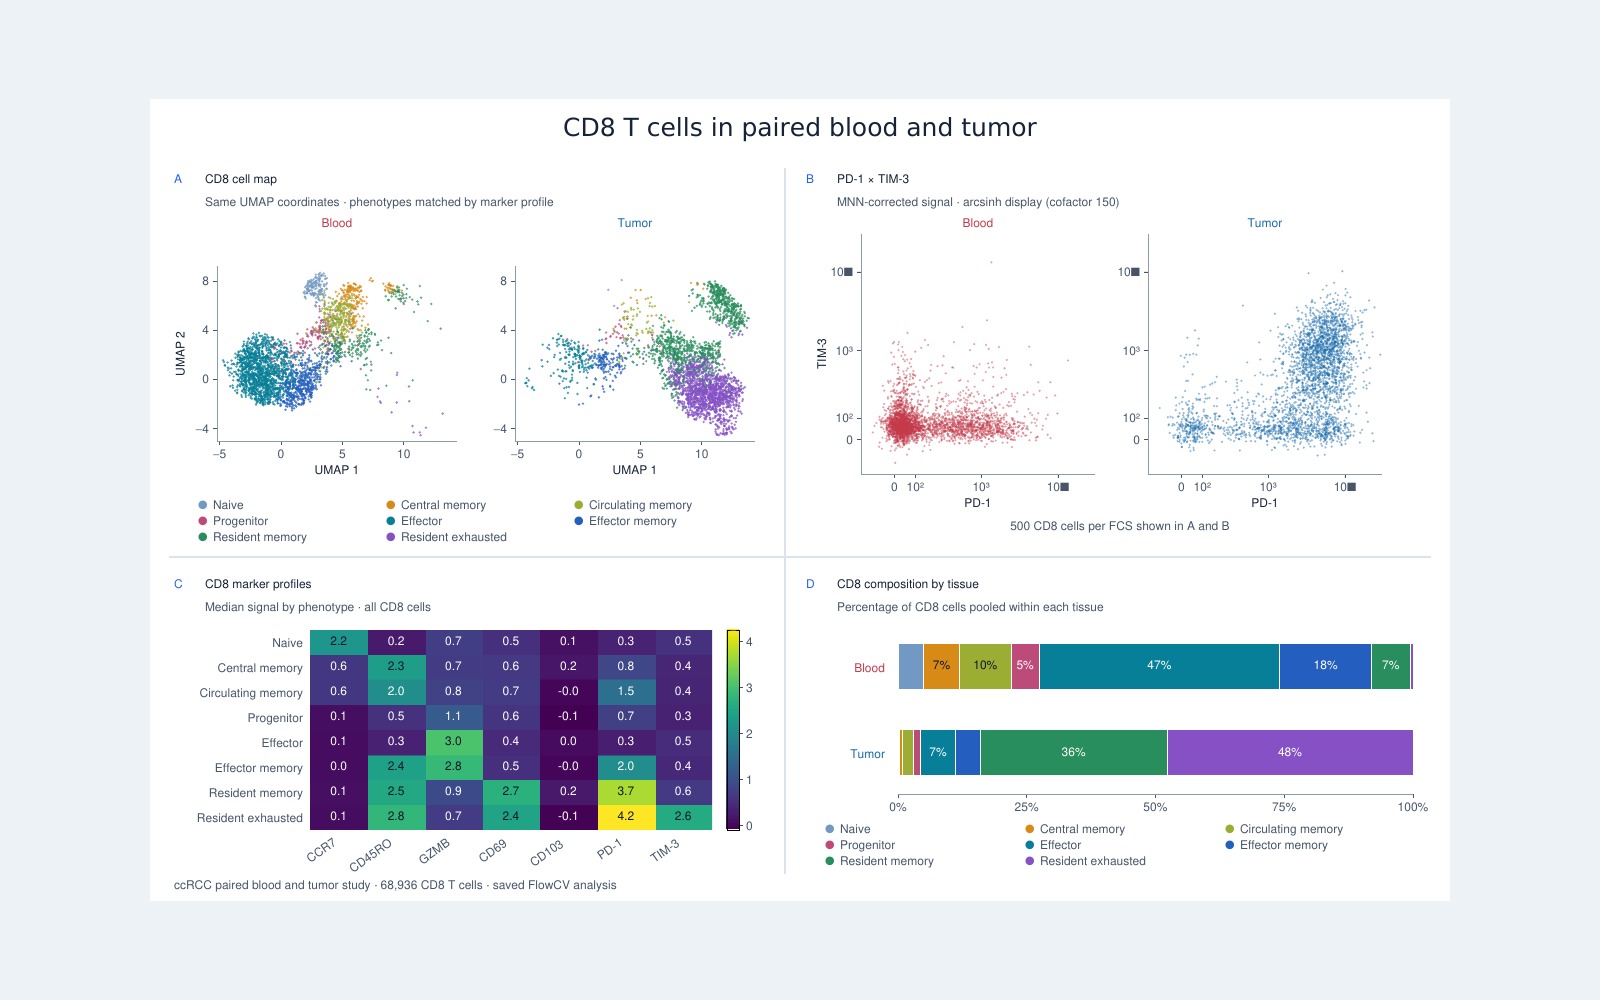 CD8 T cells in paired blood and tumor
A CD8 cell map
Same UMAP coordinates · phenotypes matched by marker profile
Blood Tumor
8
4
0
−4
UMAP 2
−5 0 5 10
UMAP 1
8
4
0
−4
−5 0 5 10
UMAP 1
Naive Central memory Circulating memory
Progenitor Effector Effector memory
Resident memory Resident exhausted
B PD-1 × TIM-3
MNN-corrected signal · arcsinh display (cofactor 150)
Blood Tumor
10■
10³
10²
0
TIM-3
0 10² 10³ 10■
PD-1
10■
10³
10²
0
0 10² 10³ 10■
PD-1
500 CD8 cells per FCS shown in A and B
C CD8 marker profiles
Median signal by phenotype · all CD8 cells
Naive 2.2 0.2 0.7 0.5 0.1 0.3 0.5
Central memory 0.6 2.3 0.7 0.6 0.2 0.8 0.4
Circulating memory 0.6 2.0 0.8 0.7 -0.0 1.5 0.4
Progenitor 0.1 0.5 1.1 0.6 -0.1 0.7 0.3
Effector 0.1 0.3 3.0 0.4 0.0 0.3 0.5
Effector memory 0.0 2.4 2.8 0.5 -0.0 2.0 0.4
Resident memory 0.1 2.5 0.9 2.7 0.2 3.7 0.6
Resident exhausted 0.1 2.8 0.7 2.4 -0.1 4.2 2.6
CCR7 CD45RO GZMB CD69 CD103 PD-1 TIM-3
4
3
2
1
0
D CD8 composition by tissue
Percentage of CD8 cells pooled within each tissue
Blood 7% 10% 5% 47% 18% 7%
Tumor 7% 36% 48%
0% 25% 50% 75% 100%
Naive Central memory Circulating memory
Progenitor Effector Effector memory
Resident memory Resident exhausted
ccRCC paired blood and tumor study · 68,936 CD8 T cells · saved FlowCV analysis